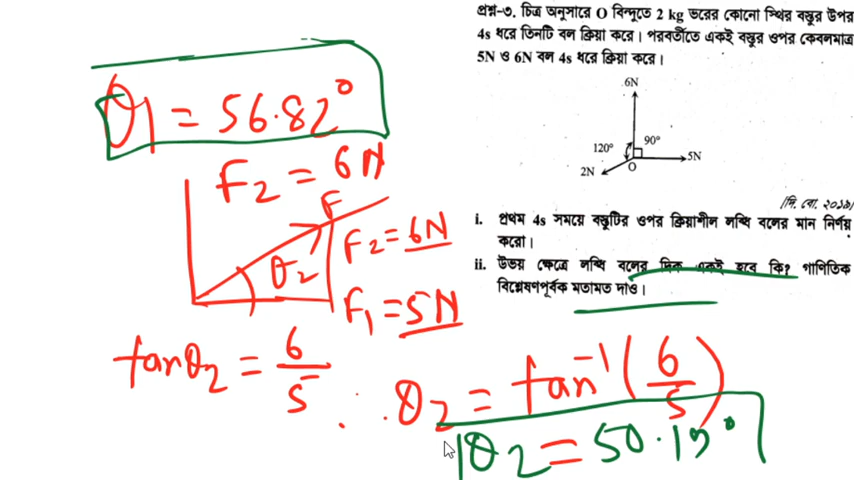 প্রশ্ন-৩. চিত্র অনুসারে O বিন্দুতে 2 kg ভরের কোনো স্থির বস্তুর উপর
4s ধরে তিনটি বল ক্রিয়া করে। পরবর্তীতে একই বস্তুর ওপর কেবলমাত্র
5N ও 6N বল 4s ধরে ক্রিয়া করে।
6N
120°
90°
5N
2N
O
[দি. বো. ২০১৯]
i. প্রথম 4s সময়ে বস্তুটির ওপর ক্রিয়াশীল লব্ধি বলের মান নির্ণয়
করো।
ii. উভয় ক্ষেত্রে লব্ধি বলের দিক একই হবে কি? গাণিতিক
বিশ্লেষণপূর্বক মতামত দাও।
θ1 = 56.82°
F2 = 6N
F
F2 = 6N
θ2
F1 = 5N
tanθ2 = 6/5
∴ θ2 = tan⁻¹(6/5)
θ2 = 50.19°